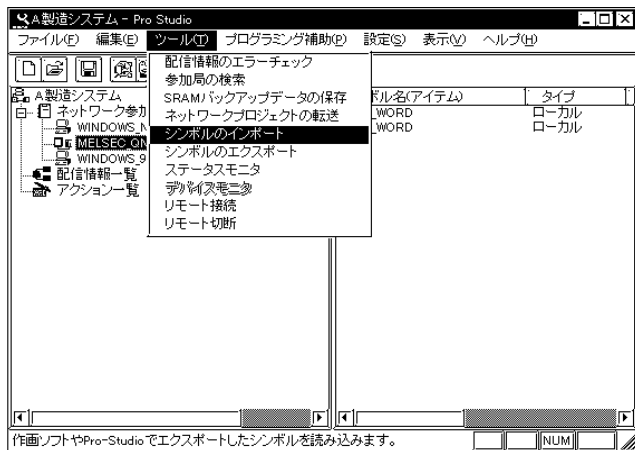 A製造システム - Pro Studio
ファイル(F) 編集(E) ツール(T) プログラミング補助(P) 設定(S) 表示(V) ヘルプ(H)
配信情報のエラーチェック
参加局の検索
SRAMバックアップデータの保存
ネットワークプロジェクトの転送
シンボルのインポート
シンボルのエクスポート
ステータスモニタ
デバイスモニタ
リモート接続
リモート切断
A製造システム
ネットワーク参加
WINDOWS_N
MELSEC_QN
WINDOWS_9
配信情報一覧
アクション一覧
ボル名(アイテム) タイプ
_WORD ローカル
_WORD ローカル
作画ソフトやPro-Studioでエクスポートしたシンボルを読み込みます。 NUM